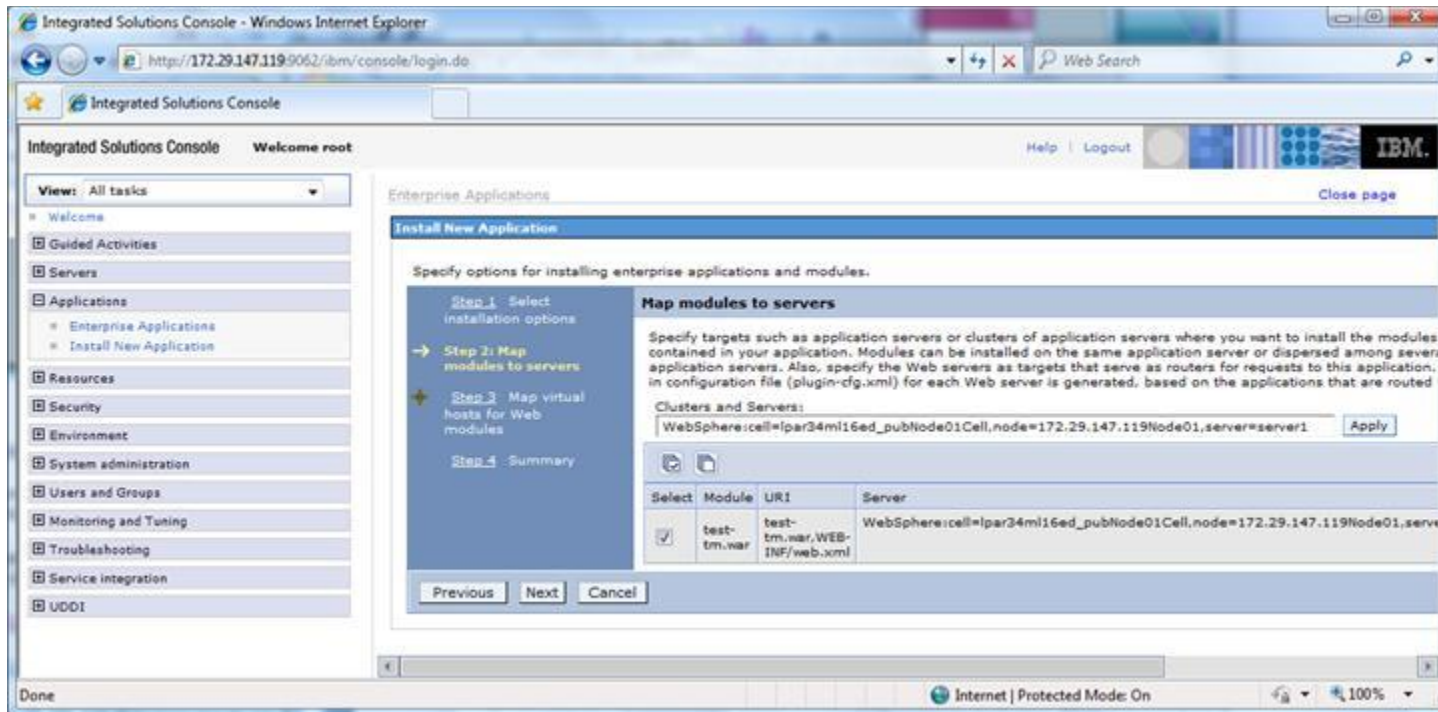 Integrated Solutions Console - Windows Internet Explorer
http://172.29.147.119:9062/ibm/console/login.do
Web Search
Integrated Solutions Console
Integrated Solutions Console Welcome root
Help Logout
IBM.
View: All tasks
Welcome
Guided Activities
Servers
Applications
Enterprise Applications
Install New Application
Resources
Security
Environment
System administration
Users and Groups
Monitoring and Tuning
Troubleshooting
Service integration
UDDI
Enterprise Applications
Close page
Install New Application
Specify options for installing enterprise applications and modules.
Step 1 Select
installation options
Step 2: Map
modules to servers
Step 3 Map virtual
hosts for Web
modules
Step 4 Summary
Map modules to servers
Specify targets such as application servers or clusters of application servers where you want to install the modules
contained in your application. Modules can be installed on the same application server or dispersed among severa
application servers. Also, specify the Web servers as targets that serve as routers for requests to this application.
in configuration file (plugin-cfg.xml) for each Web server is generated, based on the applications that are routed
Clusters and Servers:
WebSphere:cell=lpar34ml16ed_pubNode01Cell,node=172.29.147.119Node01,server=server1
Apply
Select Module URI Server
test-
tm.war
test-
tm.war,WEB-
INF/web.xml
WebSphere:cell=lpar34ml16ed_pubNode01Cell,node=172.29.147.119Node01,serve
Previous Next Cancel
Done
Internet | Protected Mode: On
100%